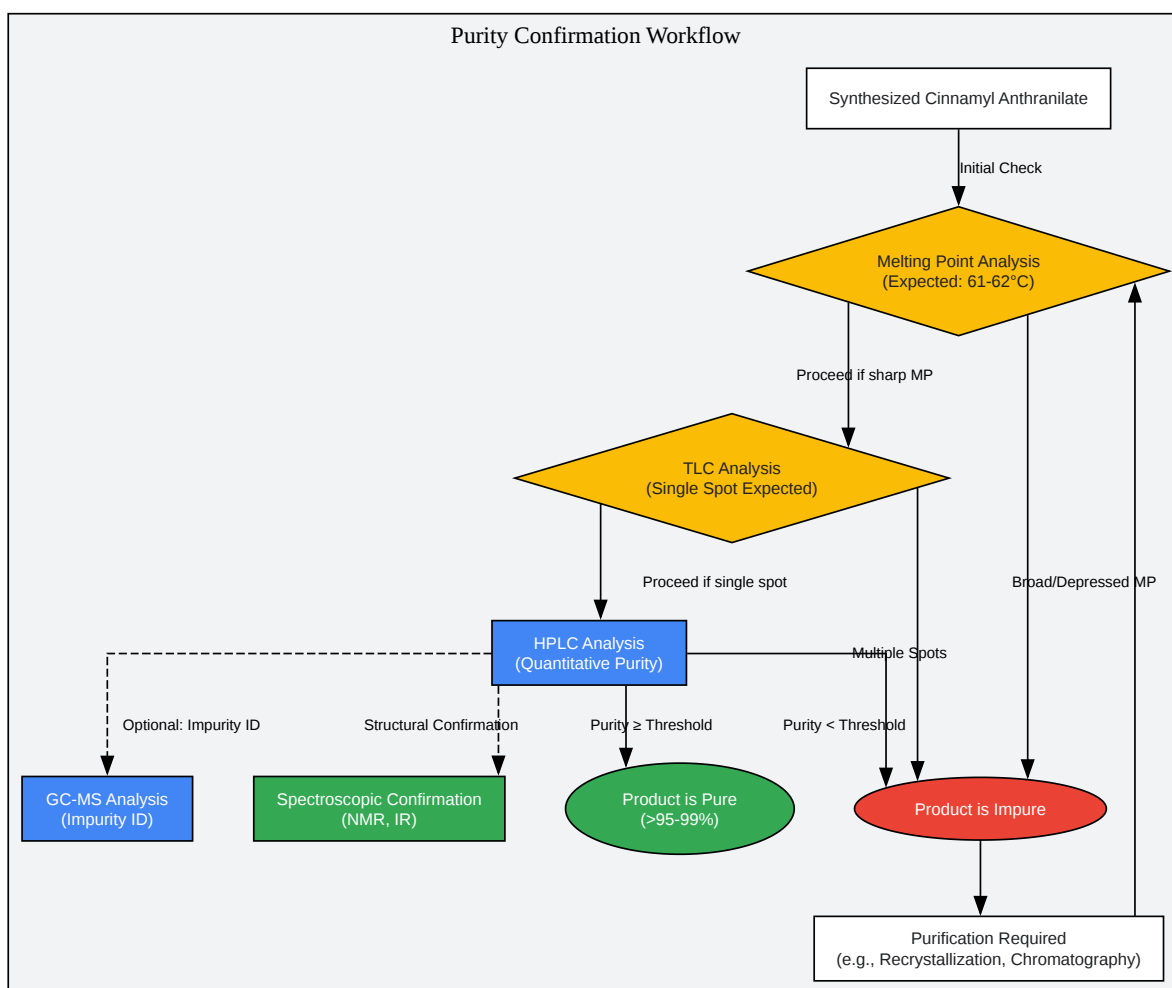 Purity Confirmation Workflow
Synthesized Cinnamyl Anthranilate
Initial Check
Melting Point Analysis
(Expected: 61-62°C)
Proceed if sharp MP
TLC Analysis
(Single Spot Expected)
Proceed if single spot
Broad/Depressed MP
HPLC Analysis
(Quantitative Purity)
Multiple Spots
Optional: Impurity ID
Structural Confirmation
Purity ≥ Threshold
Purity < Threshold
GC-MS Analysis
(Impurity ID)
Spectroscopic Confirmation
(NMR, IR)
Product is Pure
(>95-99%)
Product is Impure
Purification Required
(e.g., Recrystallization, Chromatography)